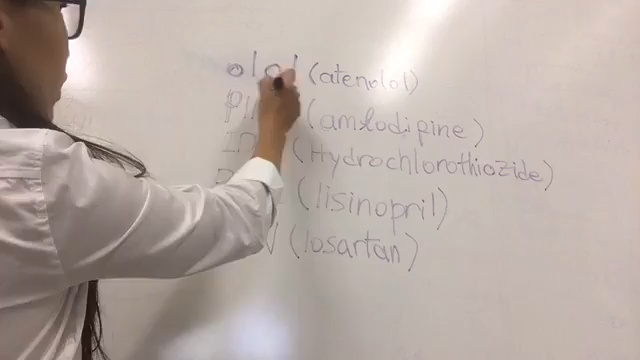 olol (atenolol)
(amlodipine)
(Hydrochlorothiozide)
(lisinopril)
(losartan)